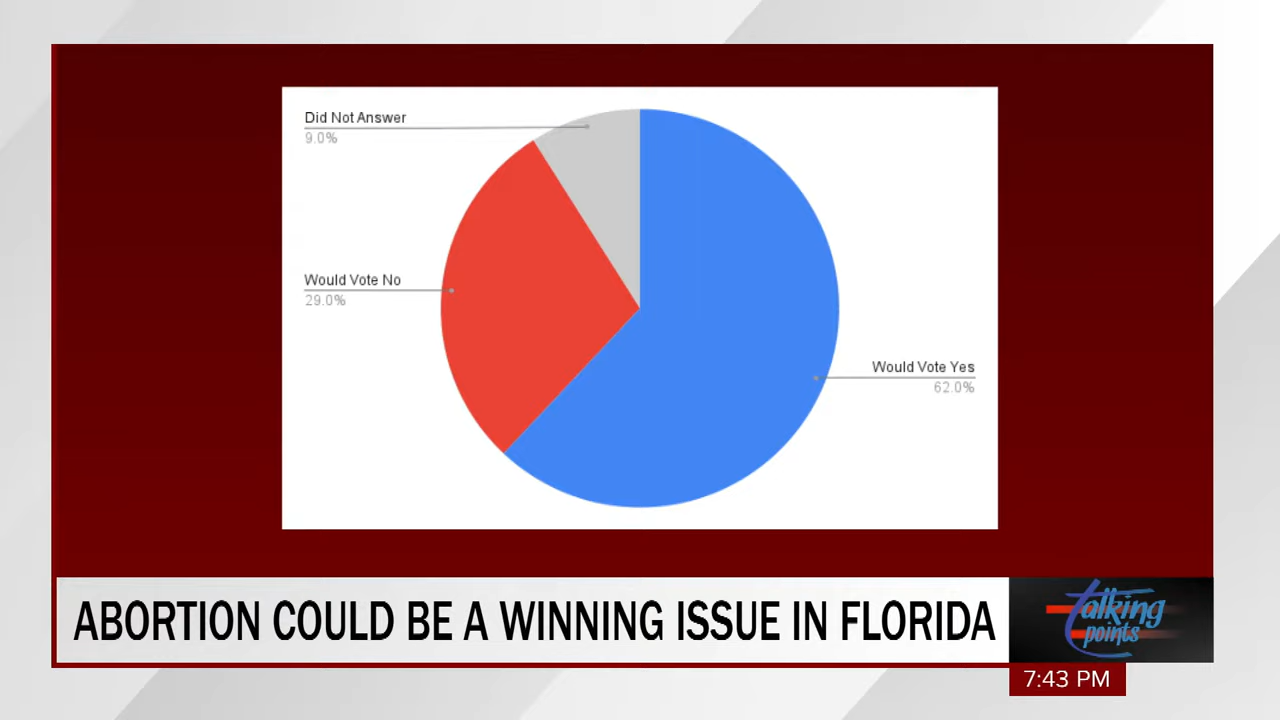 Did Not Answer
9.0%
Would Vote No
29.0%
Would Vote Yes
62.0%
ABORTION COULD BE A WINNING ISSUE IN FLORIDA
talking
points
7:43 PM